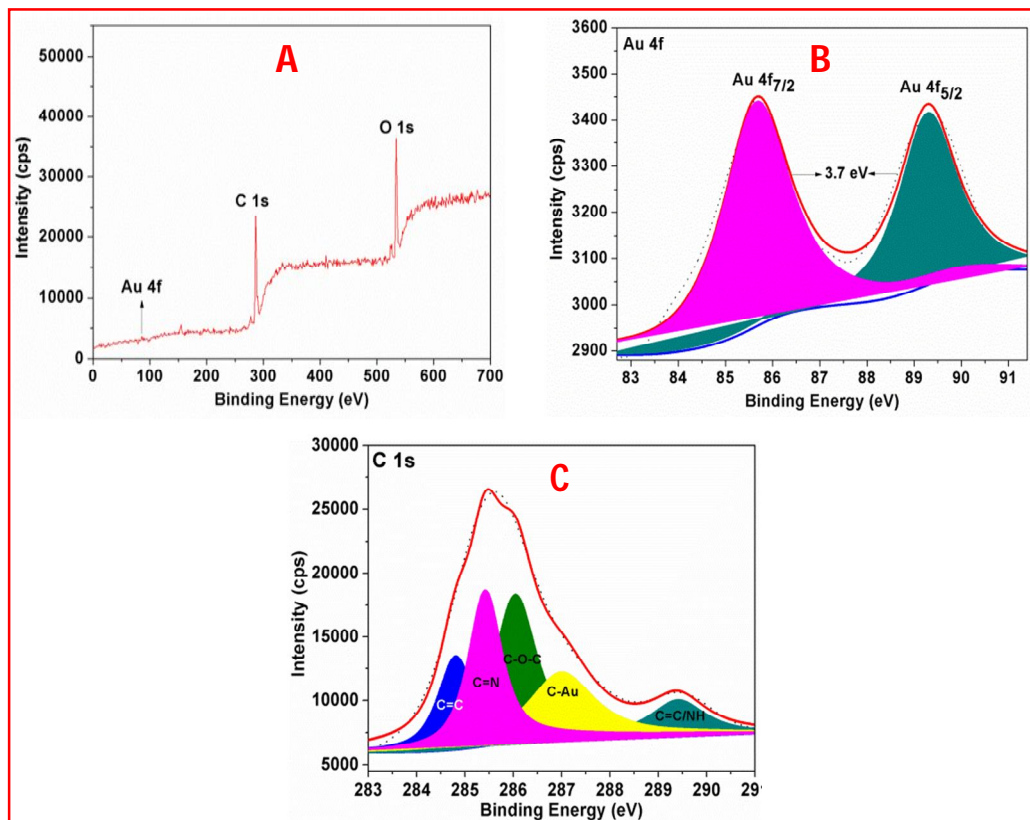 A
50000
40000
30000
20000
10000
0
Intensity (cps)
O 1s
C 1s
Au 4f
0 100 200 300 400 500 600 700
Binding Energy (eV)
B
Au 4f
3600
3500
3400
3300
3200
3100
3000
2900
Intensity (cps)
Au 4f7/2
Au 4f5/2
3.7 eV
83 84 85 86 87 88 89 90 91
Binding Energy (eV)
C 1s
C
30000
25000
20000
15000
10000
5000
Intensity (cps)
C-O-C
C=N
C-Au
C=C
C=C/NH
283 284 285 286 287 288 289 290 29
Binding Energy (eV)